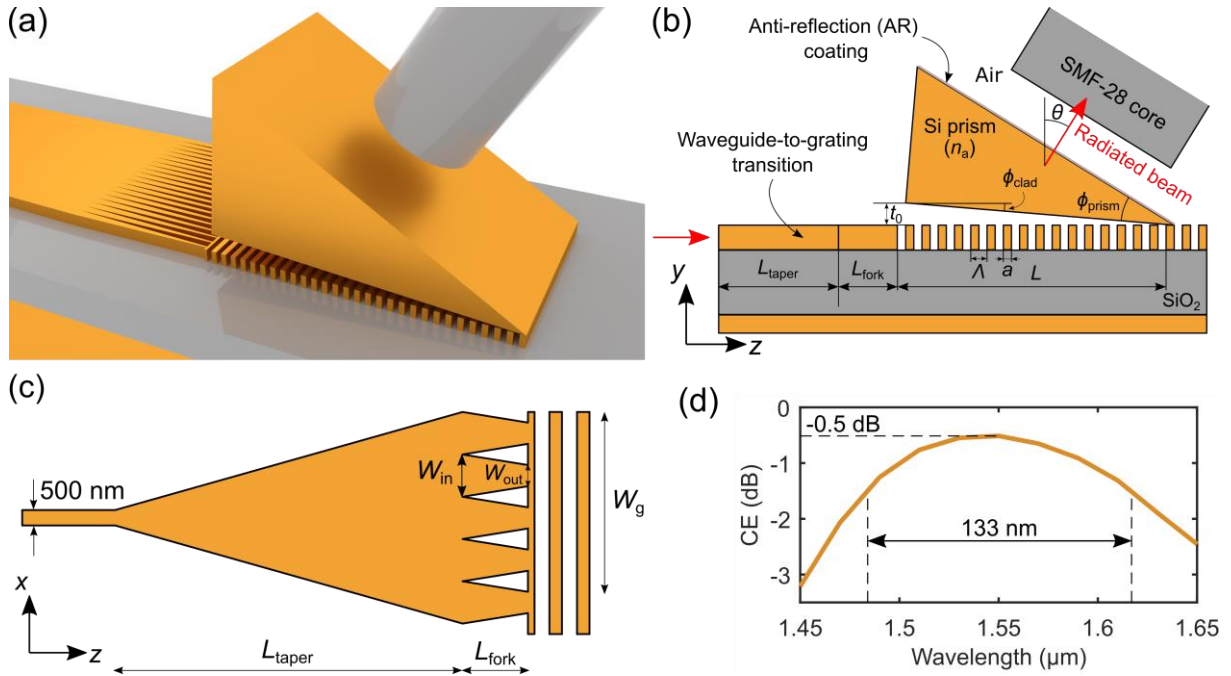 (a)
(b)
Anti-reflection (AR)
coating
Air
SMF-28 core
θ
Radiated beam
Si prism
(nₐ)
Waveguide-to-grating
transition
ϕclad
ϕprism
t₀
Ltaper
Lfork
Λ
a
L
SiO₂
y
z
(c)
500 nm
Win
Wout
Wg
x
z
Ltaper
Lfork
(d)
0
-0.5 dB
-1
CE (dB)
133 nm
-2
-3
1.45
1.5
1.55
1.6
1.65
Wavelength (μm)